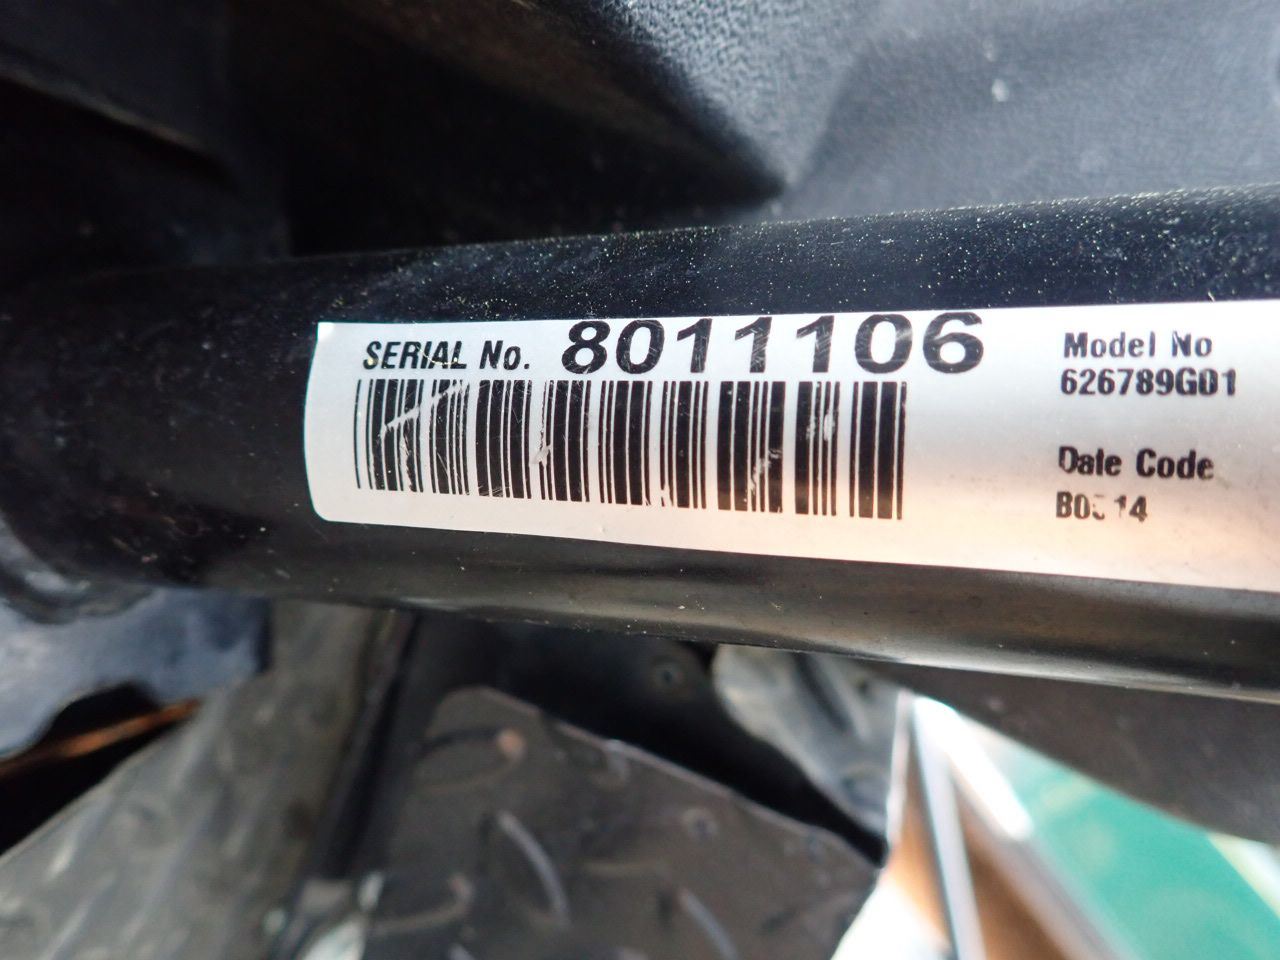 SERIAL No. 8011106
Model No
626789G01
Date Code